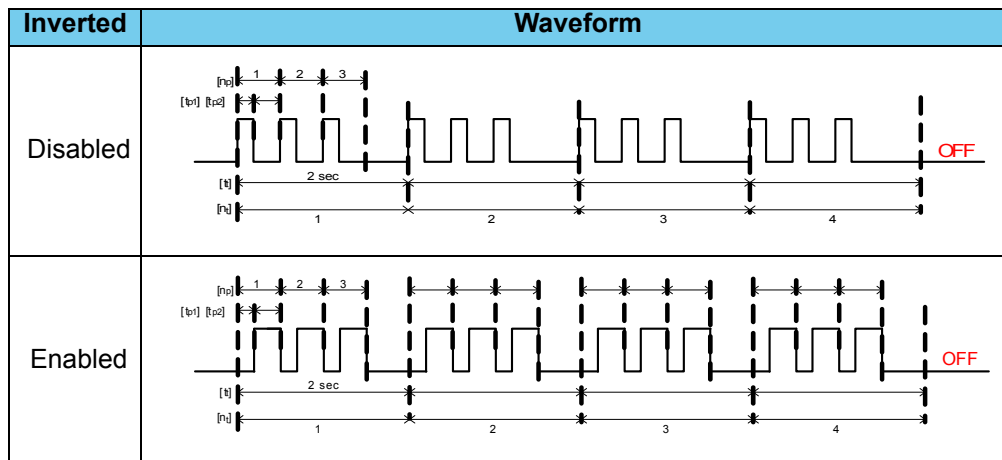 Inverted Waveform
Disabled
[np] 1 2 3
[tp1] [tp2]
OFF
[tt] 2 sec
[nt] 1 2 3 4
Enabled
[np] 1 2 3
[tp1] [tp2]
OFF
[tt] 2 sec
[nt] 1 2 3 4